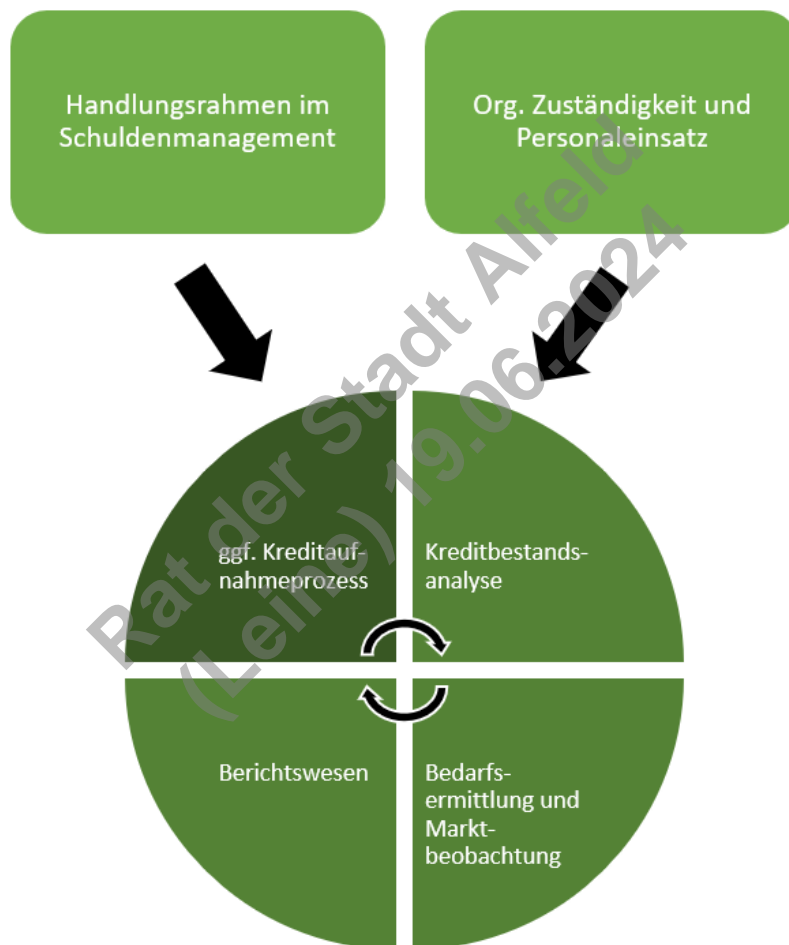 Handlungsrahmen im
Schuldenmanagement
Org. Zuständigkeit und
Personaleinsatz
ggf. Kreditauf-
nahmeprozess
Kreditbestands-
analyse
Berichtswesen
Bedarfs-
ermittlung und
Markt-
beobachtung
Rat der Stadt Alfeld
(Leine) 19.06.2024